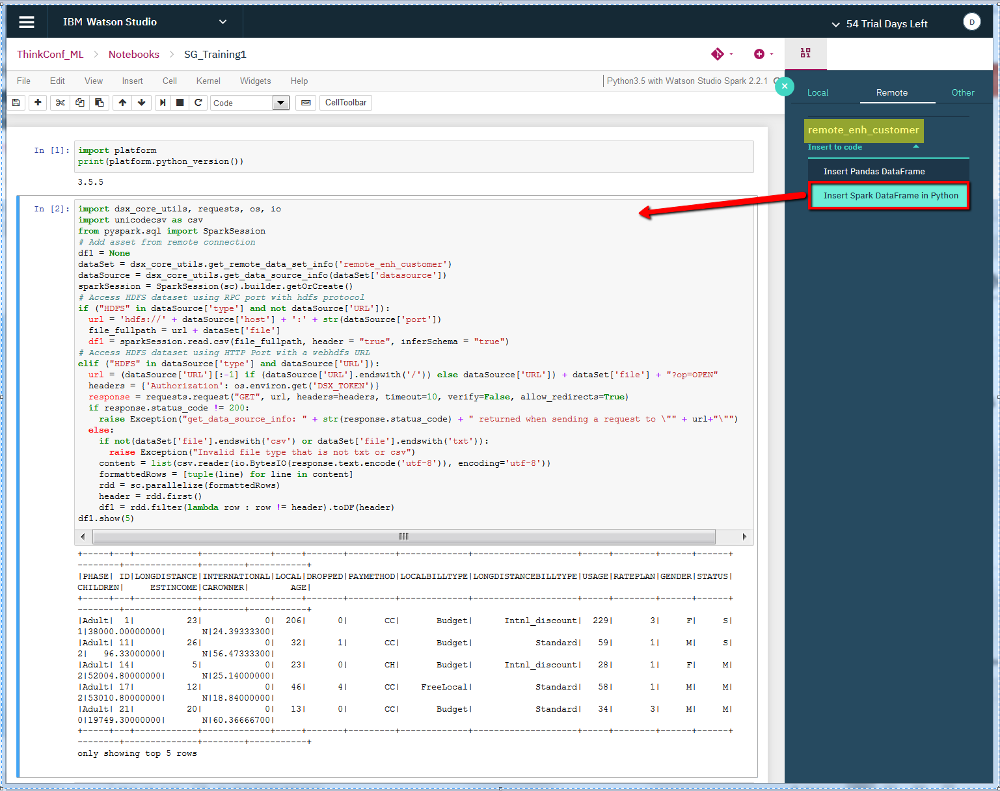 IBM Watson Studio
54 Trial Days Left
D
ThinkConf_ML > Notebooks > SG_Training1
File Edit View Insert Cell Kernel Widgets Help
Python3.5 with Watson Studio Spark 2.2.1
Code
CellToolbar
In [1]:
import platform
print(platform.python_version())
3.5.5
In [2]:
import dsx_core_utils, requests, os, io
import unicodecsv as csv
from pyspark.sql import SparkSession
# Add asset from remote connection
df1 = None
dataSet = dsx_core_utils.get_remote_data_set_info('remote_enh_customer')
dataSource = dsx_core_utils.get_data_source_info(dataSet['datasource'])
sparkSession = SparkSession(sc).builder.getOrCreate()
# Access HDFS dataset using RPC port with hdfs protocol
if ("HDFS" in dataSource['type'] and not dataSource['URL']):
  url = 'hdfs://' + dataSource['host'] + ':' + str(dataSource['port'])
  file_fullpath = url + dataSet['file']
  df1 = sparkSession.read.csv(file_fullpath, header = "true", inferSchema = "true")
# Access HDFS dataset using HTTP Port with a webhdfs URL
elif ("HDFS" in dataSource['type'] and dataSource['URL']):
  url = (dataSource['URL'][:-1] if (dataSource['URL'].endswith('/')) else dataSource['URL']) + dataSet['file'] + "?op=OPEN"
  headers = {'Authorization': os.environ.get('DSX_TOKEN')}
  response = requests.request("GET", url, headers=headers, timeout=10, verify=False, allow_redirects=True)
  if response.status_code != 200:
    raise Exception("get_data_source_info: " + str(response.status_code) + " returned when sending a request to \"" + url+"\"")
  else:
    if not(dataSet['file'].endswith('csv') or dataSet['file'].endswith('txt')):
      raise Exception("Invalid file type that is not txt or csv")
    content = list(csv.reader(io.BytesIO(response.text.encode('utf-8')), encoding='utf-8'))
    formattedRows = [tuple(line) for line in content]
    rdd = sc.parallelize(formattedRows)
    header = rdd.first()
    df1 = rdd.filter(lambda row : row != header).toDF(header)
df1.show(5)
+-----+---+------------+-------------+-----+-------+---------+-------------+--------------------+-----+--------+------+------+
--------+--------------+--------+-----------+
|PHASE| ID|LONGDISTANCE|INTERNATIONAL|LOCAL|DROPPED|PAYMETHOD|LOCALBILLTYPE|LONGDISTANCEBILLTYPE|USAGE|RATEPLAN|GENDER|STATUS|
CHILDREN|     ESTINCOME|CAROWNER|        AGE|
+-----+---+------------+-------------+-----+-------+---------+-------------+--------------------+-----+--------+------+------+
--------+--------------+--------+-----------+
|Adult|  1|          23|            0|  206|      0|       CC|       Budget|      Intnl_discount|  229|       3|     F|     S|
1|38000.00000000|       N|24.39333300|
|Adult| 11|          26|            0|   32|      1|       CC|       Budget|            Standard|   59|       1|     M|     S|
2|   96.33000000|       N|56.47333300|
|Adult| 14|           5|            0|   23|      0|       CH|       Budget|      Intnl_discount|   28|       1|     F|     M|
2|52004.80000000|       N|25.14000000|
|Adult| 17|          12|            0|   46|      4|       CC|    FreeLocal|            Standard|   58|       1|     M|     M|
2|53010.80000000|       N|18.84000000|
|Adult| 21|          20|            0|   13|      0|       CC|       Budget|            Standard|   34|       3|     M|     M|
0|19749.30000000|       N|60.36666700|
+-----+---+------------+-------------+-----+-------+---------+-------------+--------------------+-----+--------+------+------+
--------+--------------+--------+-----------+
only showing top 5 rows
Local Remote Other
remote_enh_customer
Insert to code
Insert Pandas DataFrame
Insert Spark DataFrame in Python